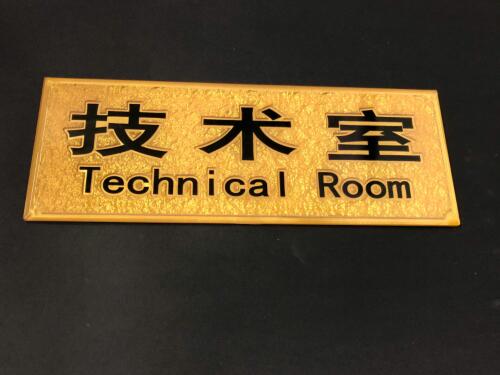 技术室
Technical Room